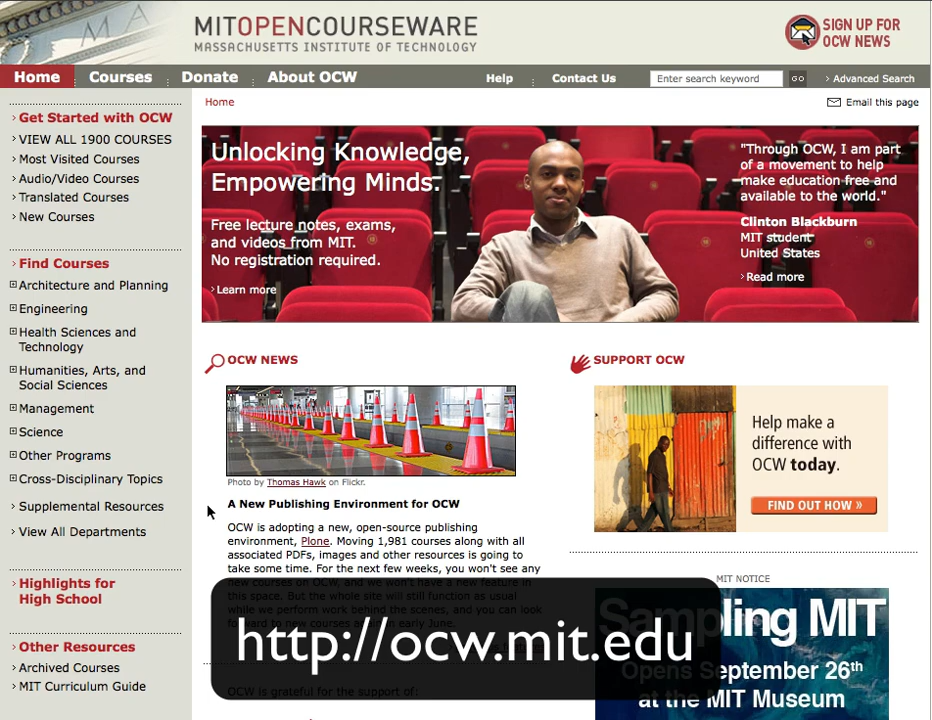 MITOPENCOURSEWARE
MASSACHUSETTS INSTITUTE OF TECHNOLOGY
SIGN UP FOR
OCW NEWS
Home
Courses
Donate
About OCW
Help
Contact Us
Enter search keyword
GO
Advanced Search
Home
Email this page
Get Started with OCW
VIEW ALL 1900 COURSES
Most Visited Courses
Audio/Video Courses
Translated Courses
New Courses
Find Courses
Architecture and Planning
Engineering
Health Sciences and
Technology
Humanities, Arts, and
Social Sciences
Management
Science
Other Programs
Cross-Disciplinary Topics
Supplemental Resources
View All Departments
Highlights for
High School
Other Resources
Archived Courses
MIT Curriculum Guide
Unlocking Knowledge,
Empowering Minds.
Free lecture notes, exams,
and videos from MIT.
No registration required.
Learn more
"Through OCW, I am part
of a movement to help
make education free and
available to the world."
Clinton Blackburn
MIT student
United States
Read more
OCW NEWS
Photo by Thomas Hawk on Flickr.
A New Publishing Environment for OCW
OCW is adopting a new, open-source publishing
environment, Plone. Moving 1,981 courses along with all
associated PDFs, images and other resources is going to
take some time. For the next few weeks, you won't see any
new courses on OCW, and we won't have a new feature in
this space. But the whole site will still function as usual
while we perform work behind the scenes, and you can look
forward to new courses again in early June.
OCW is grateful for the support of:
SUPPORT OCW
Help make a
difference with
OCW today.
FIND OUT HOW »
MIT NOTICE
Sampling MIT
Opens September 26th
at the MIT Museum
http://ocw.mit.edu